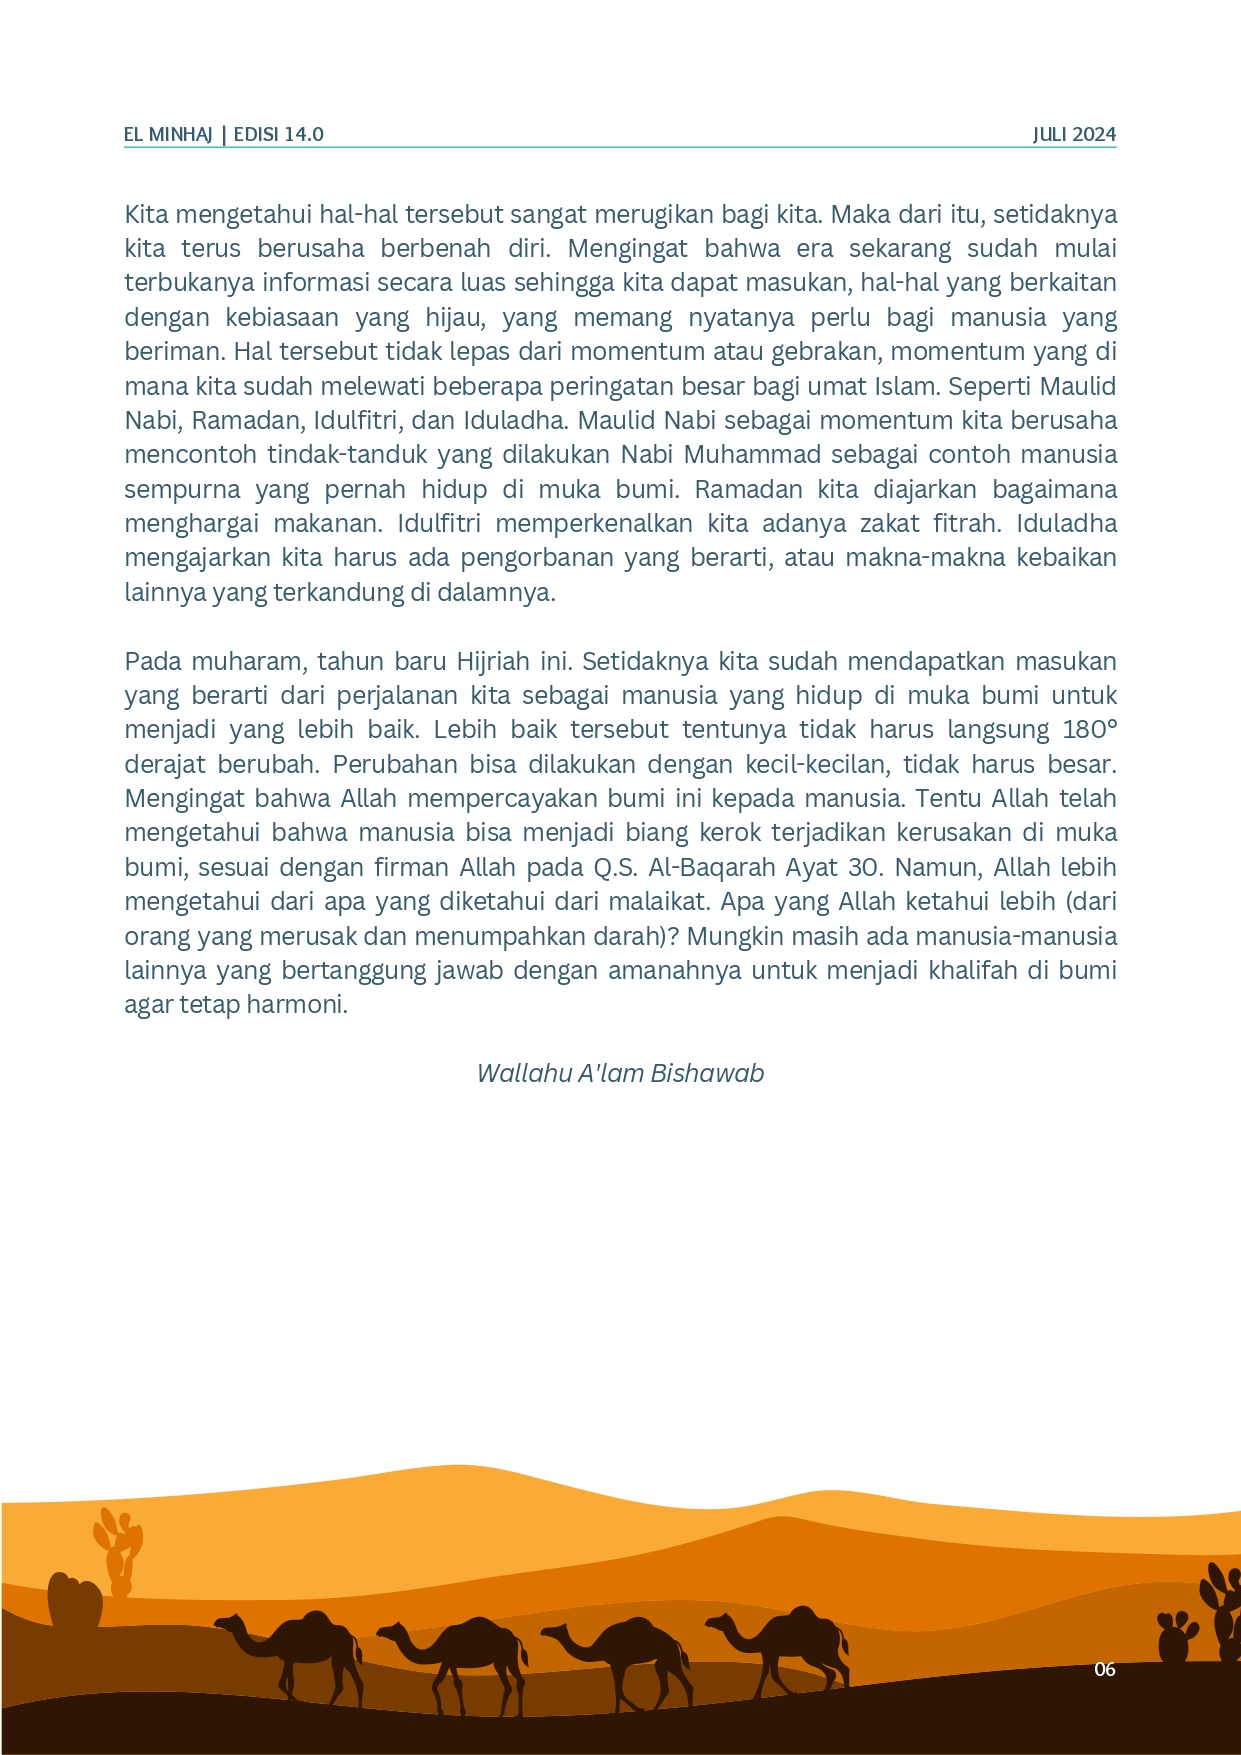 EL MINHAJ | EDISI 14.0
JULI 2024
Kita mengetahui hal-hal tersebut sangat merugikan bagi kita. Maka dari itu, setidaknya
kita terus berusaha berbenah diri. Mengingat bahwa era sekarang sudah mulai
terbukanya informasi secara luas sehingga kita dapat masukan, hal-hal yang berkaitan
dengan kebiasaan yang hijau, yang memang nyatanya perlu bagi manusia yang
beriman. Hal tersebut tidak lepas dari momentum atau gebrakan, momentum yang di
mana kita sudah melewati beberapa peringatan besar bagi umat Islam. Seperti Maulid
Nabi, Ramadan, Idulfitri, dan Iduladha. Maulid Nabi sebagai momentum kita berusaha
mencontoh tindak-tanduk yang dilakukan Nabi Muhammad sebagai contoh manusia
sempurna yang pernah hidup di muka bumi. Ramadan kita diajarkan bagaimana
menghargai makanan. Idulfitri memperkenalkan kita adanya zakat fitrah. Iduladha
mengajarkan kita harus ada pengorbanan yang berarti, atau makna-makna kebaikan
lainnya yang terkandung di dalamnya.
Pada muharam, tahun baru Hijriah ini. Setidaknya kita sudah mendapatkan masukan
yang berarti dari perjalanan kita sebagai manusia yang hidup di muka bumi untuk
menjadi yang lebih baik. Lebih baik tersebut tentunya tidak harus langsung 180°
derajat berubah. Perubahan bisa dilakukan dengan kecil-kecilan, tidak harus besar.
Mengingat bahwa Allah mempercayakan bumi ini kepada manusia. Tentu Allah telah
mengetahui bahwa manusia bisa menjadi biang kerok terjadikan kerusakan di muka
bumi, sesuai dengan firman Allah pada Q.S. Al-Baqarah Ayat 30. Namun, Allah lebih
mengetahui dari apa yang diketahui dari malaikat. Apa yang Allah ketahui lebih (dari
orang yang merusak dan menumpahkan darah)? Mungkin masih ada manusia-manusia
lainnya yang bertanggung jawab dengan amanahnya untuk menjadi khalifah di bumi
agar tetap harmoni.
Wallahu A'lam Bishawab
06